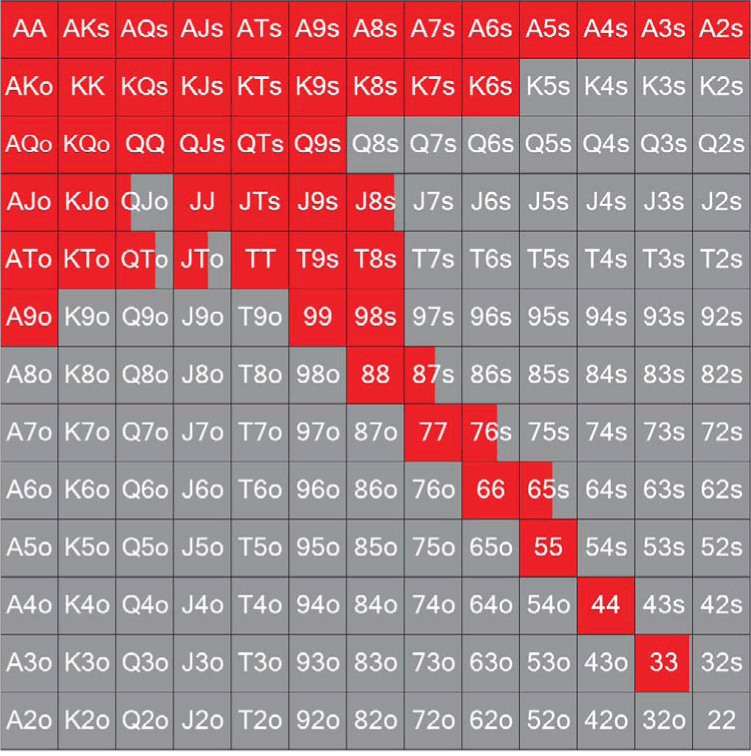 AA AKs AQs AJs ATs A9s A8s A7s A6s A5s A4s A3s A2s
AKo KK KQs KJs KTs K9s K8s K7s K6s K5s K4s K3s K2s
AQo KQo QQ QJs QTs Q9s Q8s Q7s Q6s Q5s Q4s Q3s Q2s
AJo KJo QJo JJ JTs J9s J8s J7s J6s J5s J4s J3s J2s
ATo KTo QTo JTo TT T9s T8s T7s T6s T5s T4s T3s T2s
A9o K9o Q9o J9o T9o 99 98s 97s 96s 95s 94s 93s 92s
A8o K8o Q8o J8o T8o 98o 88 87s 86s 85s 84s 83s 82s
A7o K7o Q7o J7o T7o 97o 87o 77 76s 75s 74s 73s 72s
A6o K6o Q6o J6o T6o 96o 86o 76o 66 65s 64s 63s 62s
A5o K5o Q5o J5o T5o 95o 85o 75o 65o 55 54s 53s 52s
A4o K4o Q4o J4o T4o 94o 84o 74o 64o 54o 44 43s 42s
A3o K3o Q3o J3o T3o 93o 83o 73o 63o 53o 43o 33 32s
A2o K2o Q2o J2o T2o 92o 82o 72o 62o 52o 42o 32o 22